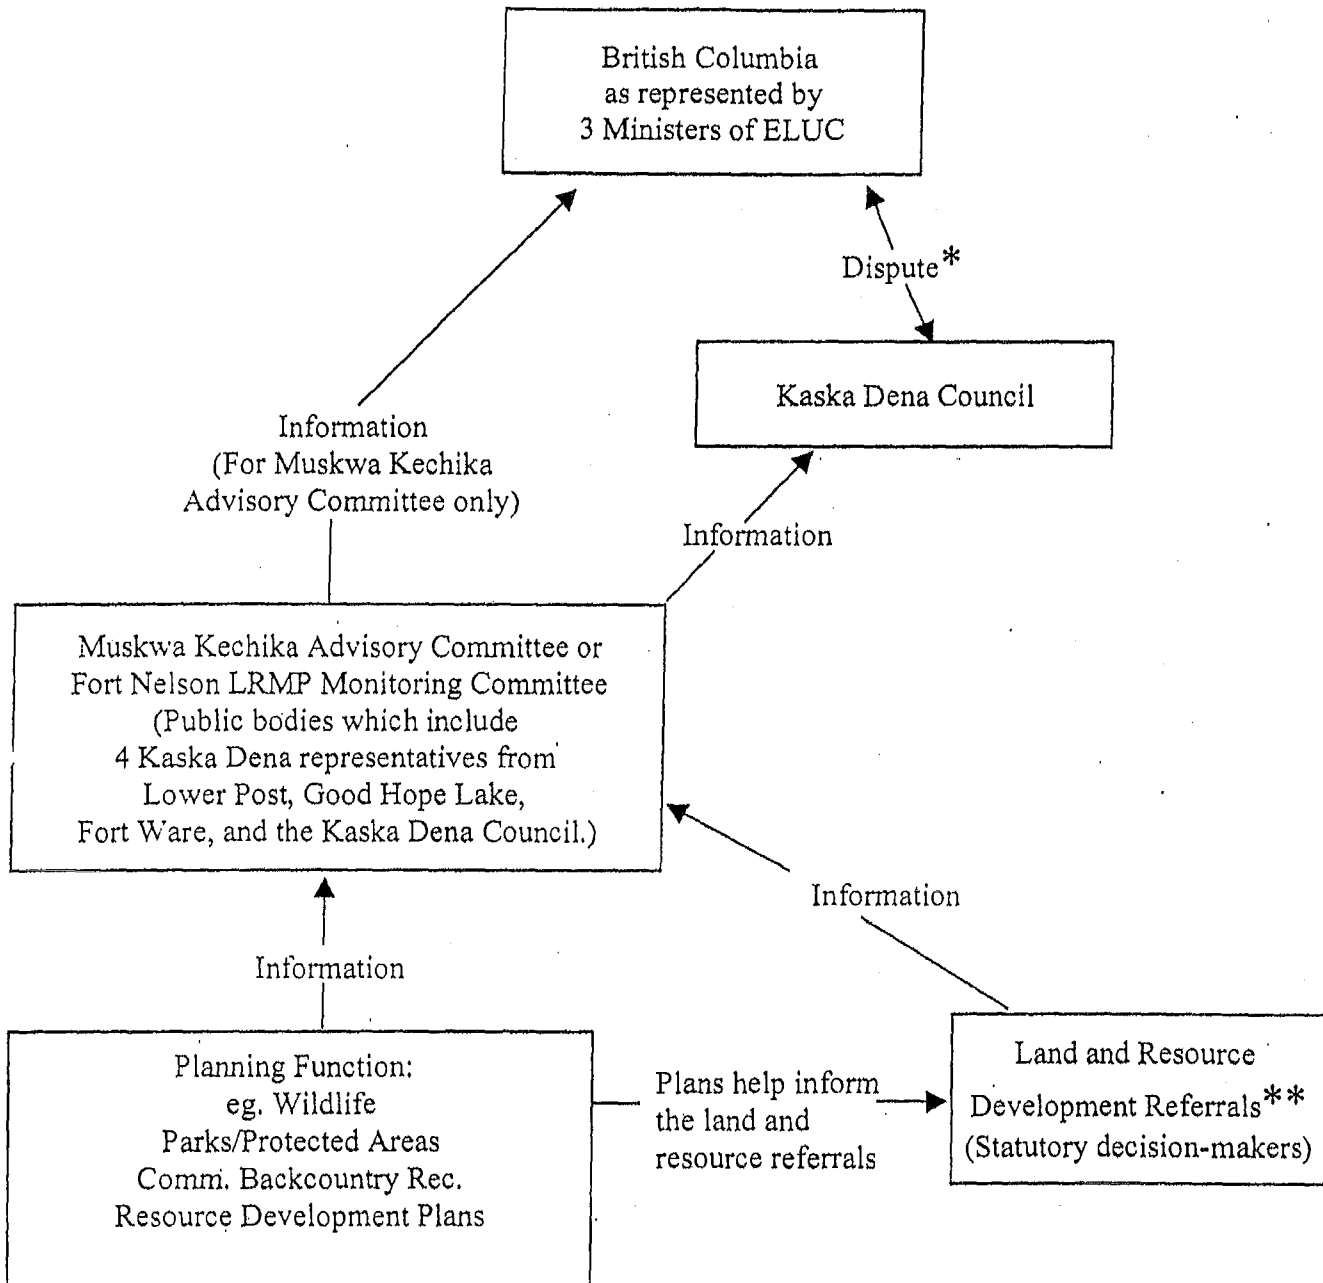 British Columbia
as represented by
3 Ministers of ELUC
Dispute*
Kaska Dena Council
Information
(For Muskwa Kechika
Advisory Committee only)
Information
Muskwa Kechika Advisory Committee or
Fort Nelson LRMP Monitoring Committee
(Public bodies which include
4 Kaska Dena representatives from
Lower Post, Good Hope Lake,
Fort Ware, and the Kaska Dena Council.)
Information
Information
Planning Function:
eg. Wildlife
Parks/Protected Areas
Comm. Backcountry Rec.
Resource Development Plans
Plans help inform
the land and
resource referrals
Land and Resource
Development Referrals**
(Statutory decision-makers)